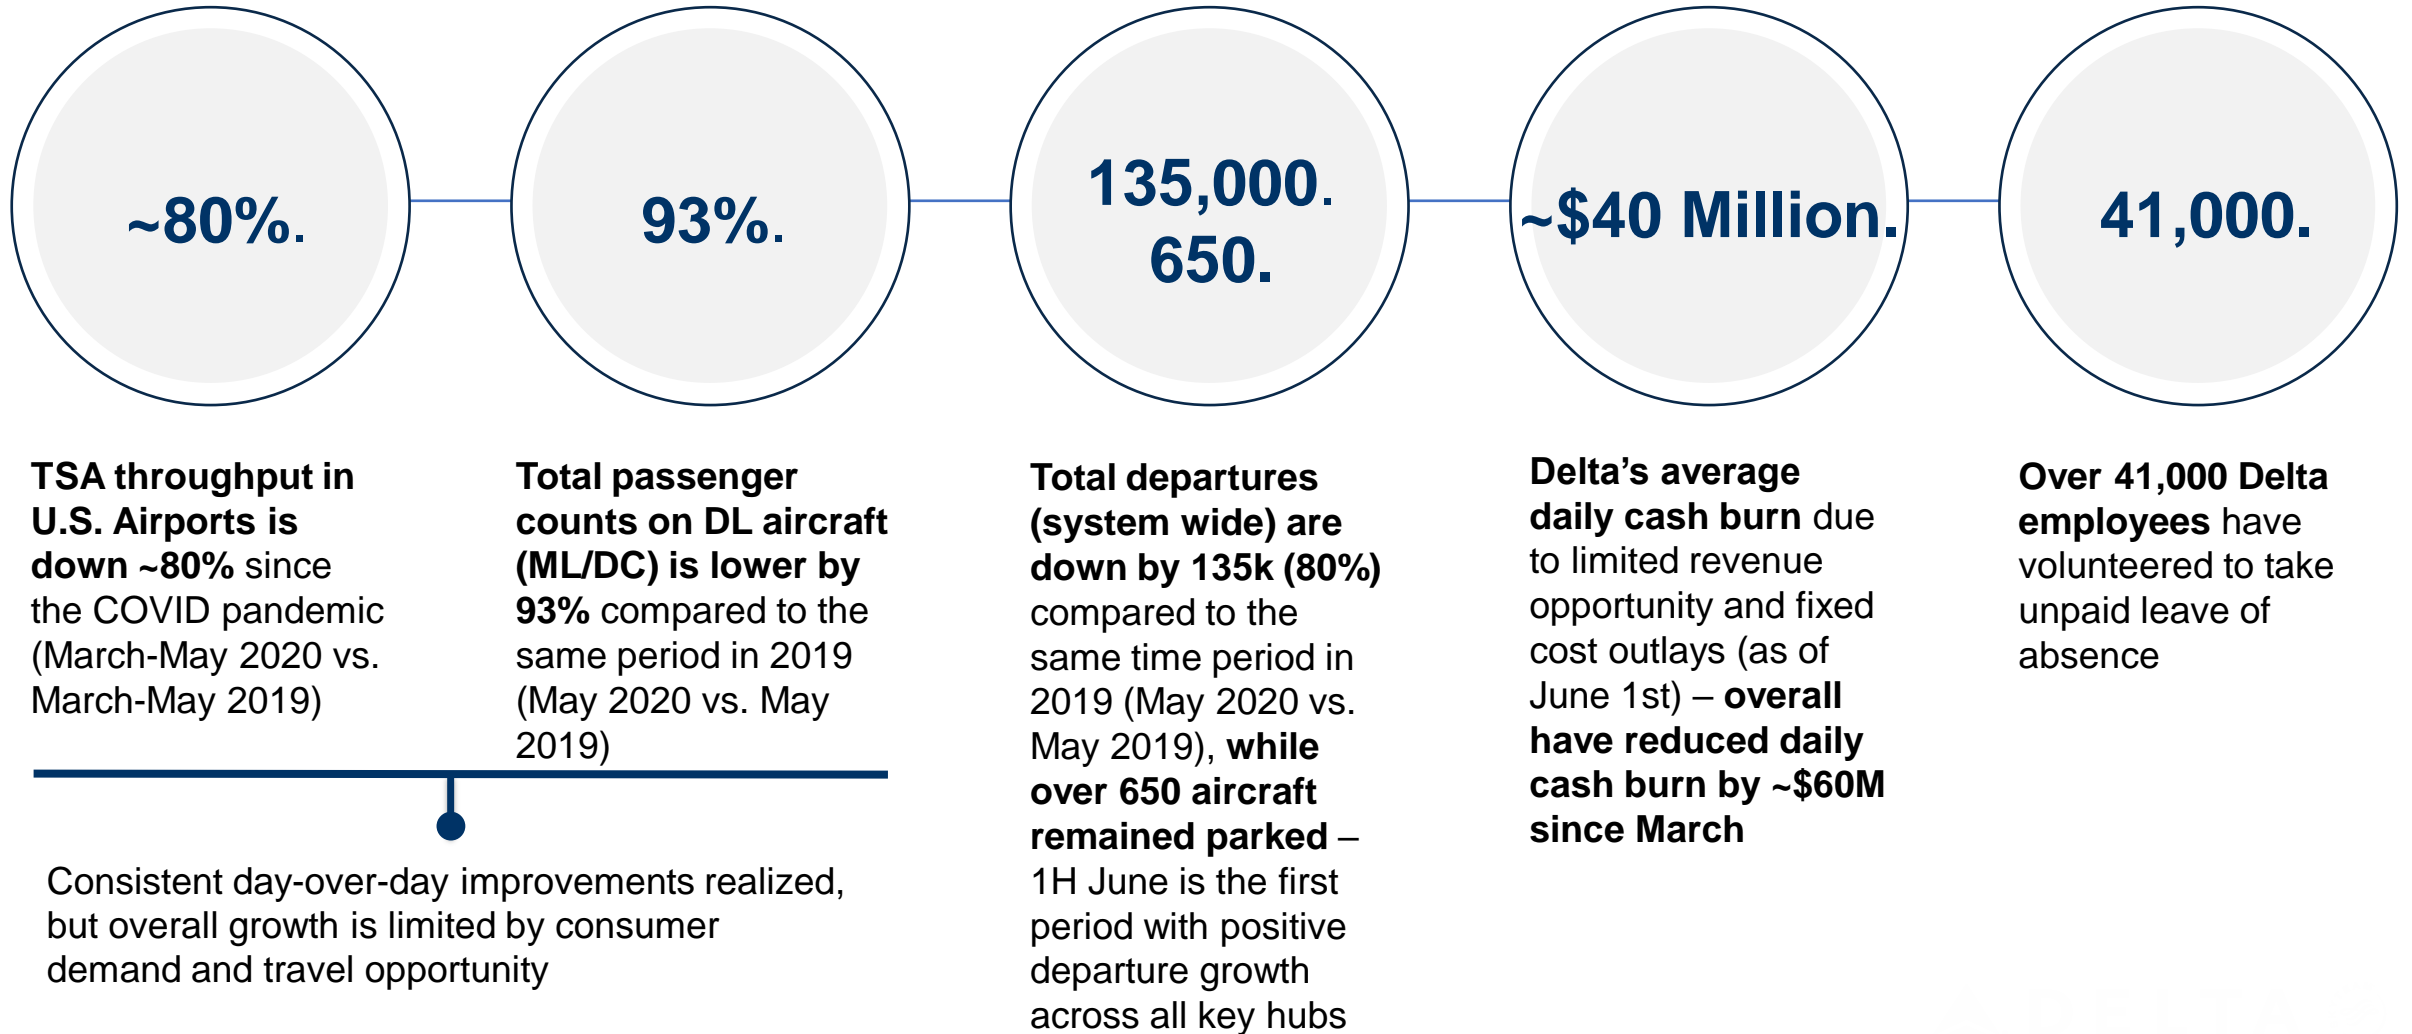 ~80%.
93%.
135,000.
650.
~$40 Million.
41,000.
TSA throughput in
U.S. Airports is
down ~80% since
the COVID pandemic
(March-May 2020 vs.
March-May 2019)
Total passenger
counts on DL aircraft
(ML/DC) is lower by
93% compared to the
same period in 2019
(May 2020 vs. May
2019)
Consistent day-over-day improvements realized,
but overall growth is limited by consumer
demand and travel opportunity
Total departures
(system wide) are
down by 135k (80%)
compared to the
same time period in
2019 (May 2020 vs.
May 2019), while
over 650 aircraft
remained parked –
1H June is the first
period with positive
departure growth
across all key hubs
Delta’s average
daily cash burn due
to limited revenue
opportunity and fixed
cost outlays (as of
June 1st) – overall
have reduced daily
cash burn by ~$60M
since March
Over 41,000 Delta
employees have
volunteered to take
unpaid leave of
absence